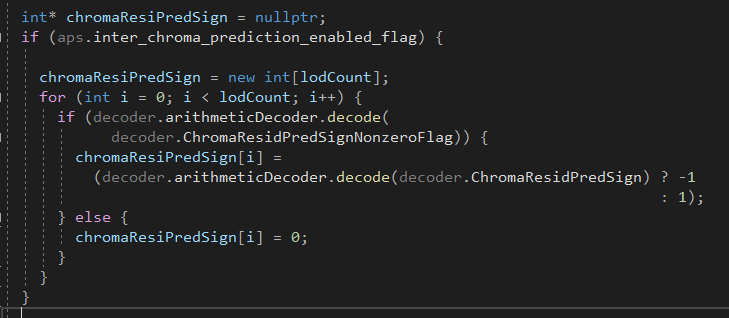 int* chromaResiPredSign = nullptr;
if (aps.inter_chroma_prediction_enabled_flag) {
chromaResiPredSign = new int[lodCount];
for (int i = 0; i < lodCount; i++) {
if (decoder.arithmeticDecoder.decode(
decoder.ChromaResidPredSignNonzeroFlag)) {
chromaResiPredSign[i] =
(decoder.arithmeticDecoder.decode(decoder.ChromaResidPredSign) ? -1
: 1);
} else {
chromaResiPredSign[i] = 0;
}
}
}